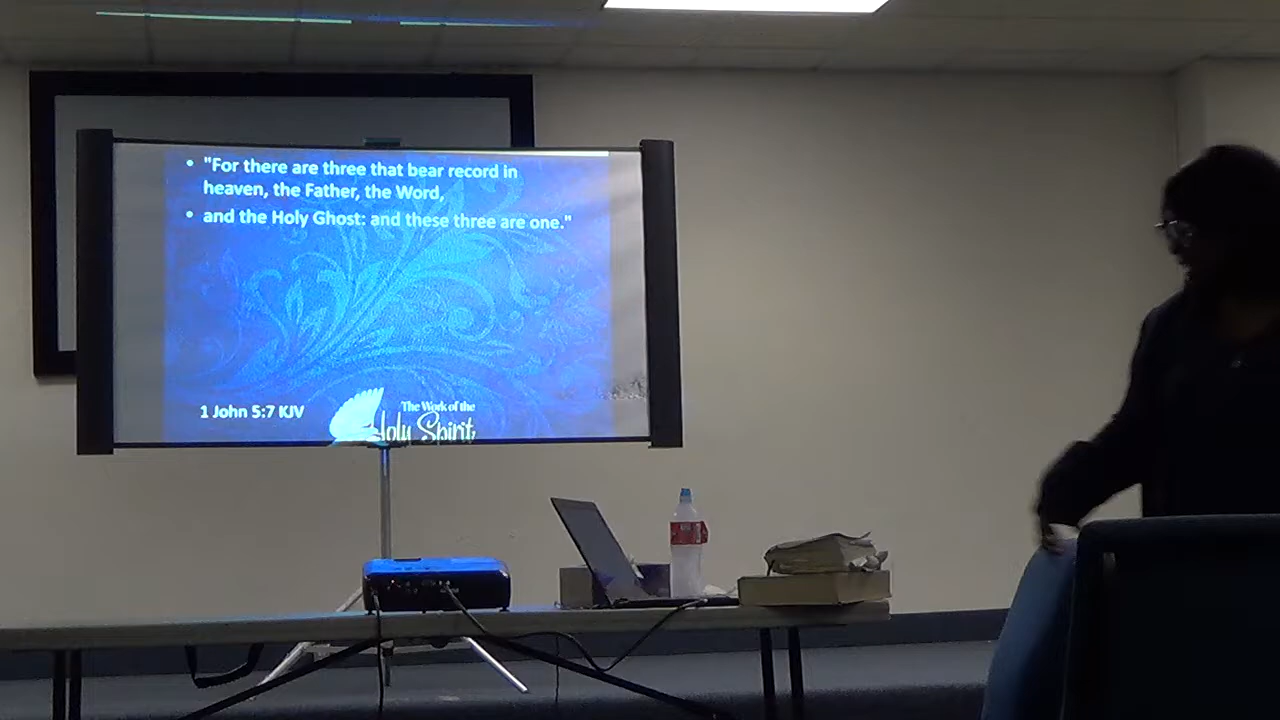 • "For there are three that bear record in
heaven, the Father, the Word,
• and the Holy Ghost: and these three are one."
1 John 5:7 KJV
The Work of the
Holy Spirit